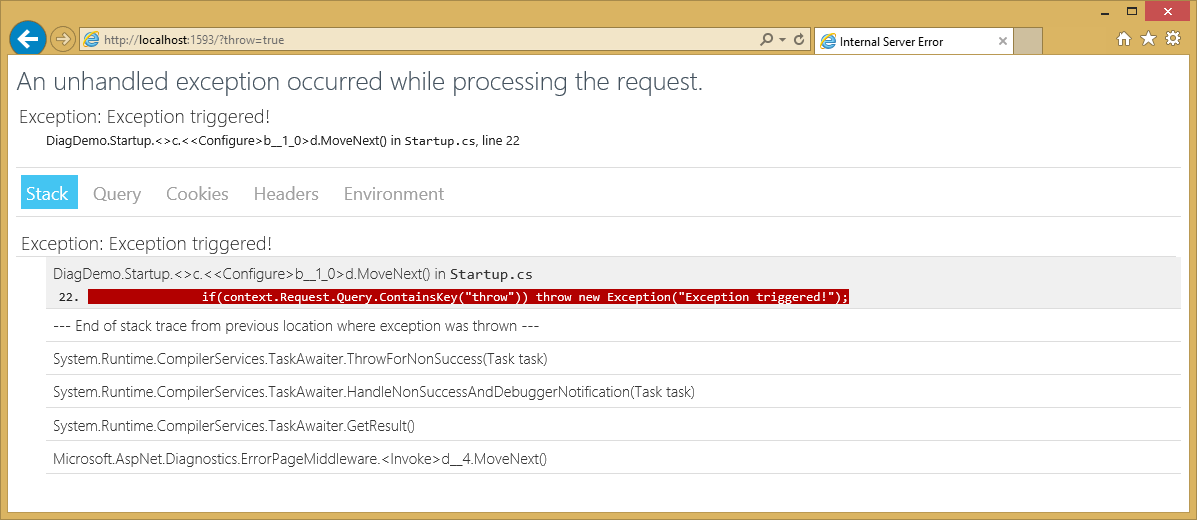 http://localhost:1593/?throw=true
Internal Server Error
An unhandled exception occurred while processing the request.
Exception: Exception triggered!
DiagDemo.Startup.<>c.<<Configure>b__1_0>d.MoveNext() in Startup.cs, line 22
Stack Query Cookies Headers Environment
Exception: Exception triggered!
DiagDemo.Startup.<>c.<<Configure>b__1_0>d.MoveNext() in Startup.cs
22. if(context.Request.Query.ContainsKey("throw")) throw new Exception("Exception triggered!");
--- End of stack trace from previous location where exception was thrown ---
System.Runtime.CompilerServices.TaskAwaiter.ThrowForNonSuccess(Task task)
System.Runtime.CompilerServices.TaskAwaiter.HandleNonSuccessAndDebuggerNotification(Task task)
System.Runtime.CompilerServices.TaskAwaiter.GetResult()
Microsoft.AspNet.Diagnostics.ErrorPageMiddleware.<Invoke>d__4.MoveNext()